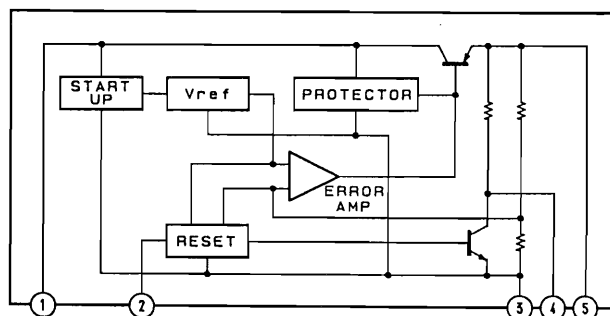 START
UP
Vref
PROTECTOR
ERROR
AMP
RESET
1
2
3
4
5